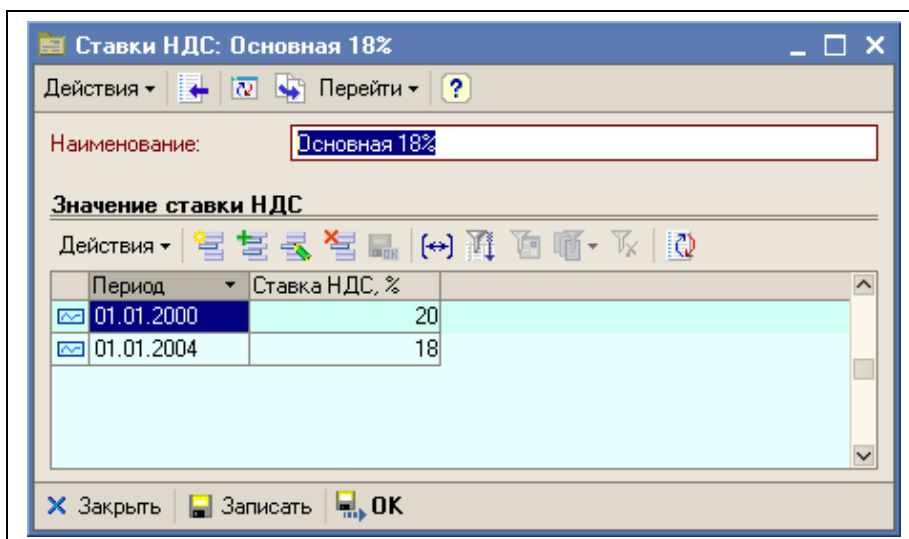 Ставки НДС: Основная 18%
Действия Перейти ?
Наименование: Основная 18%
Значение ставки НДС
Действия
Период Ставка НДС, %
01.01.2000 20
01.01.2004 18
Закрыть Записать OK